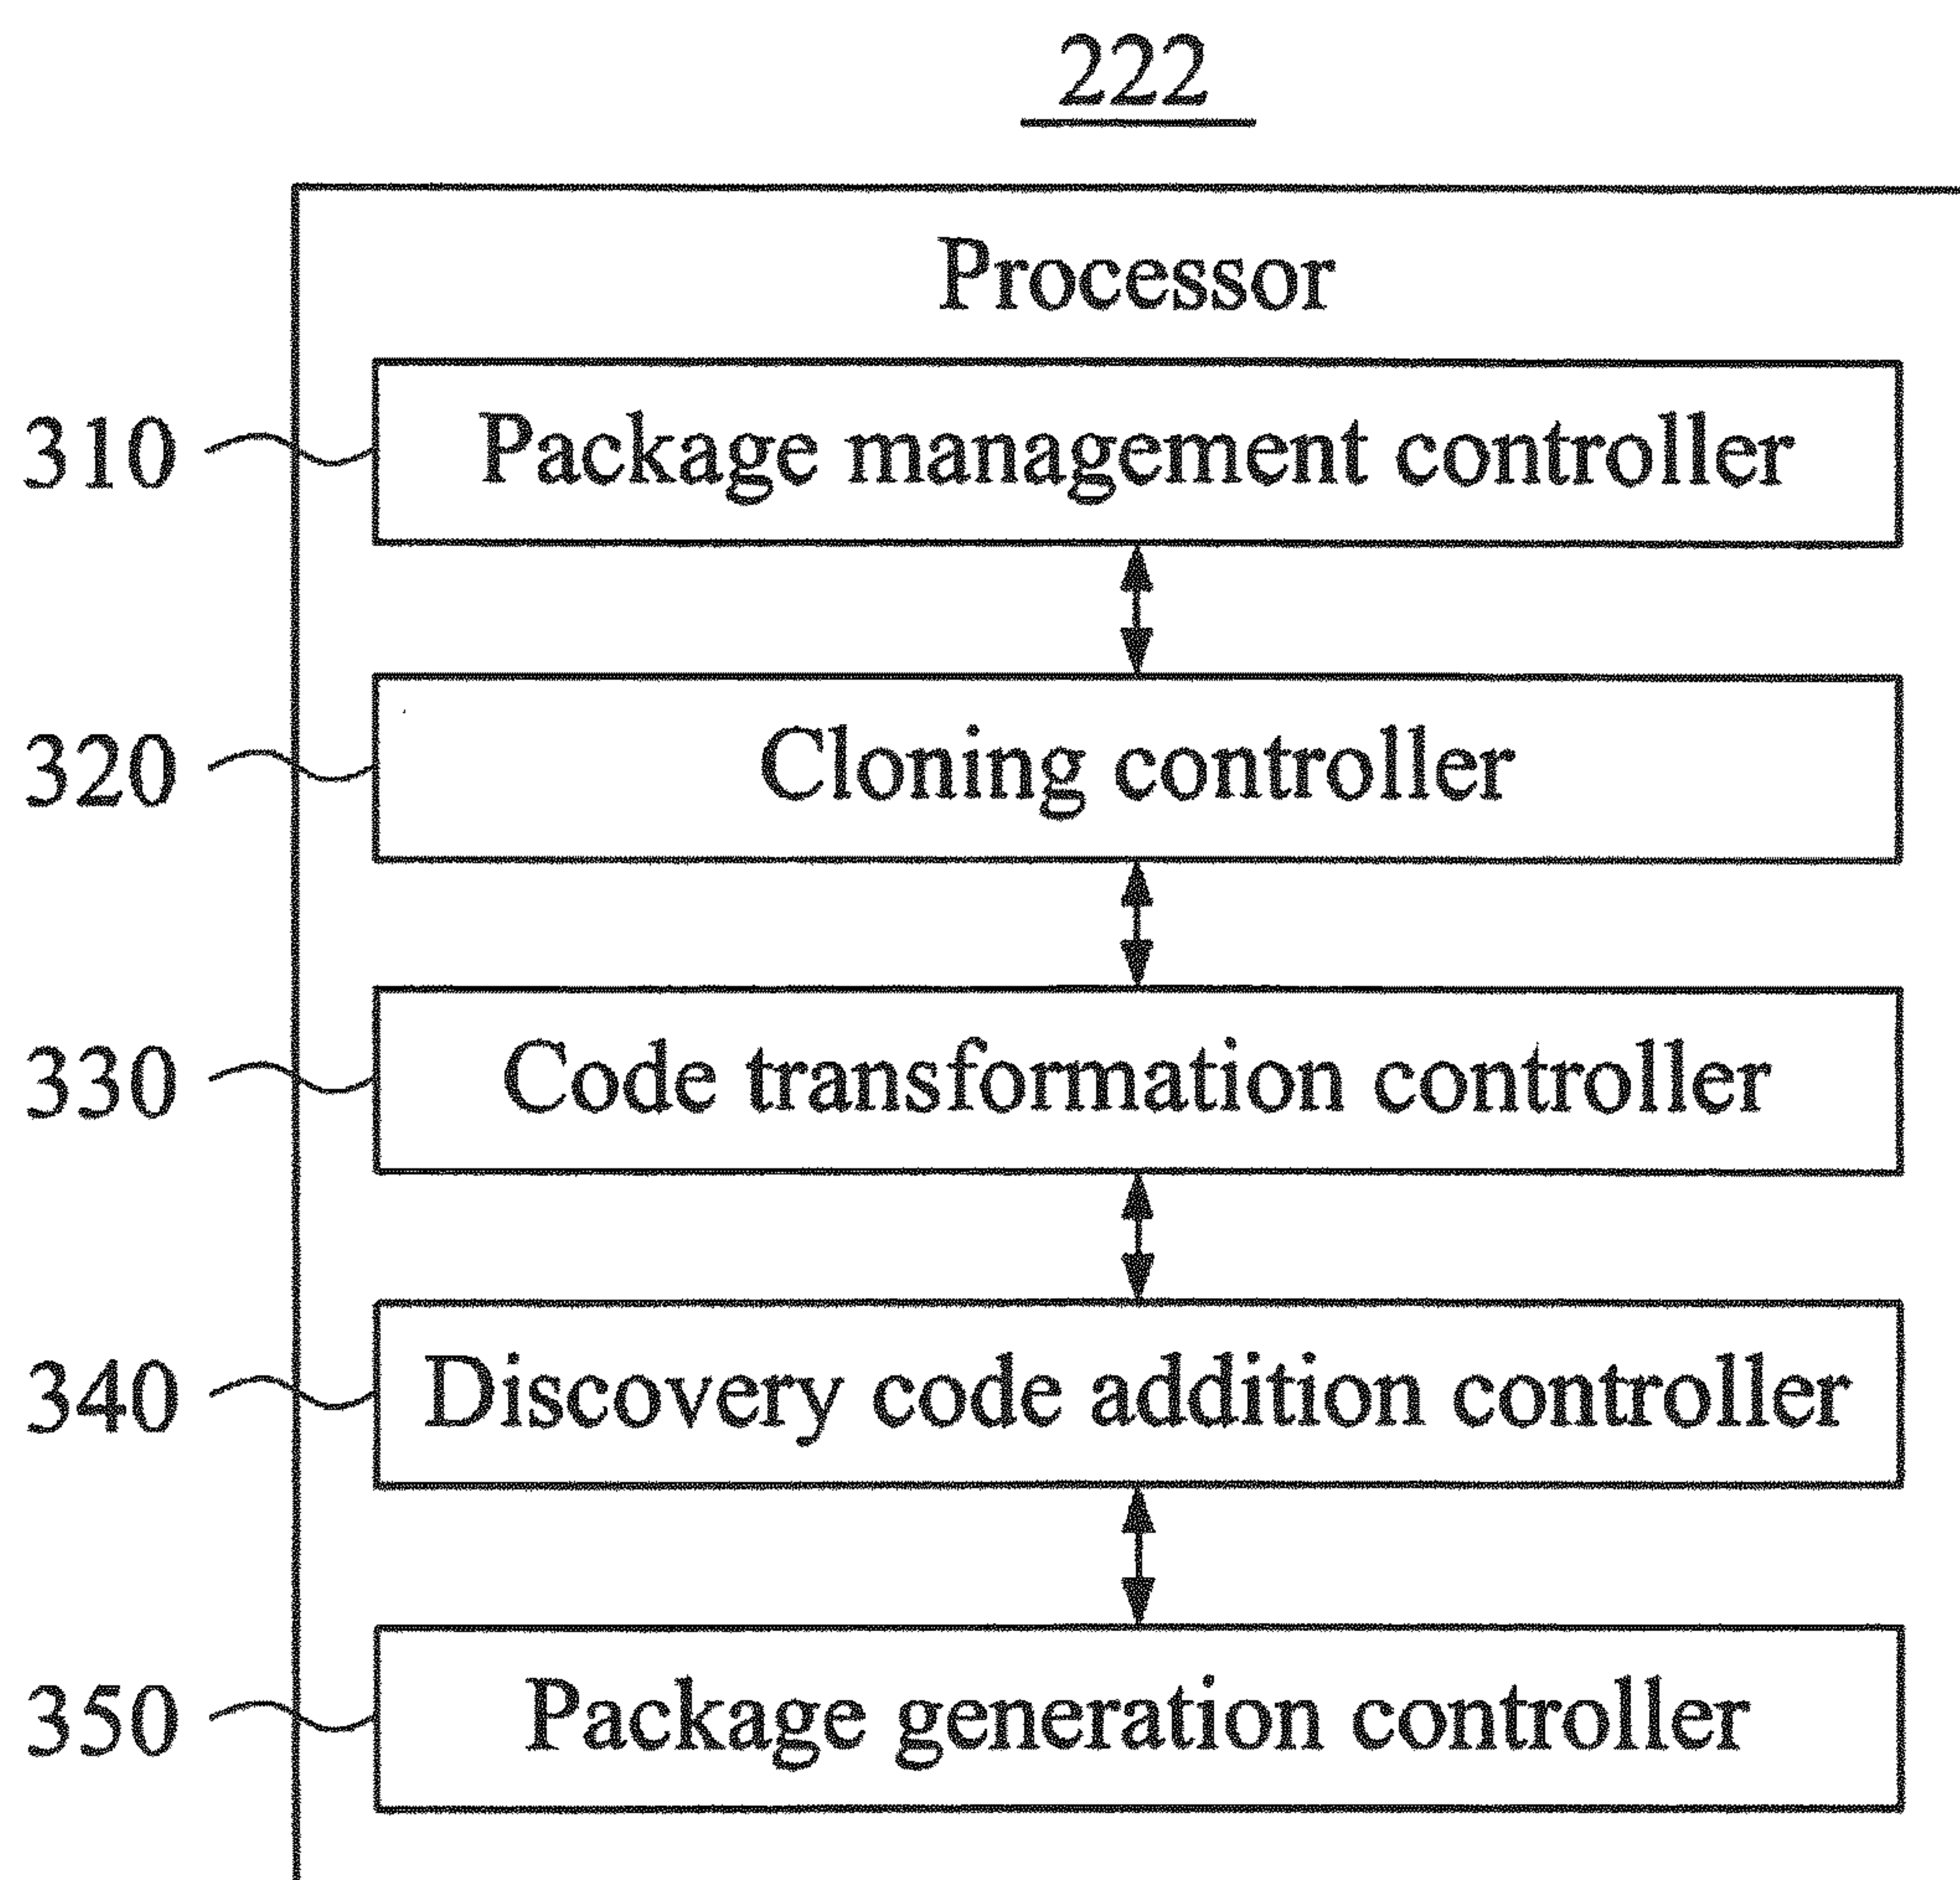 222
Processor
310 Package management controller
320 Cloning controller
330 Code transformation controller
340 Discovery code addition controller
350 Package generation controller